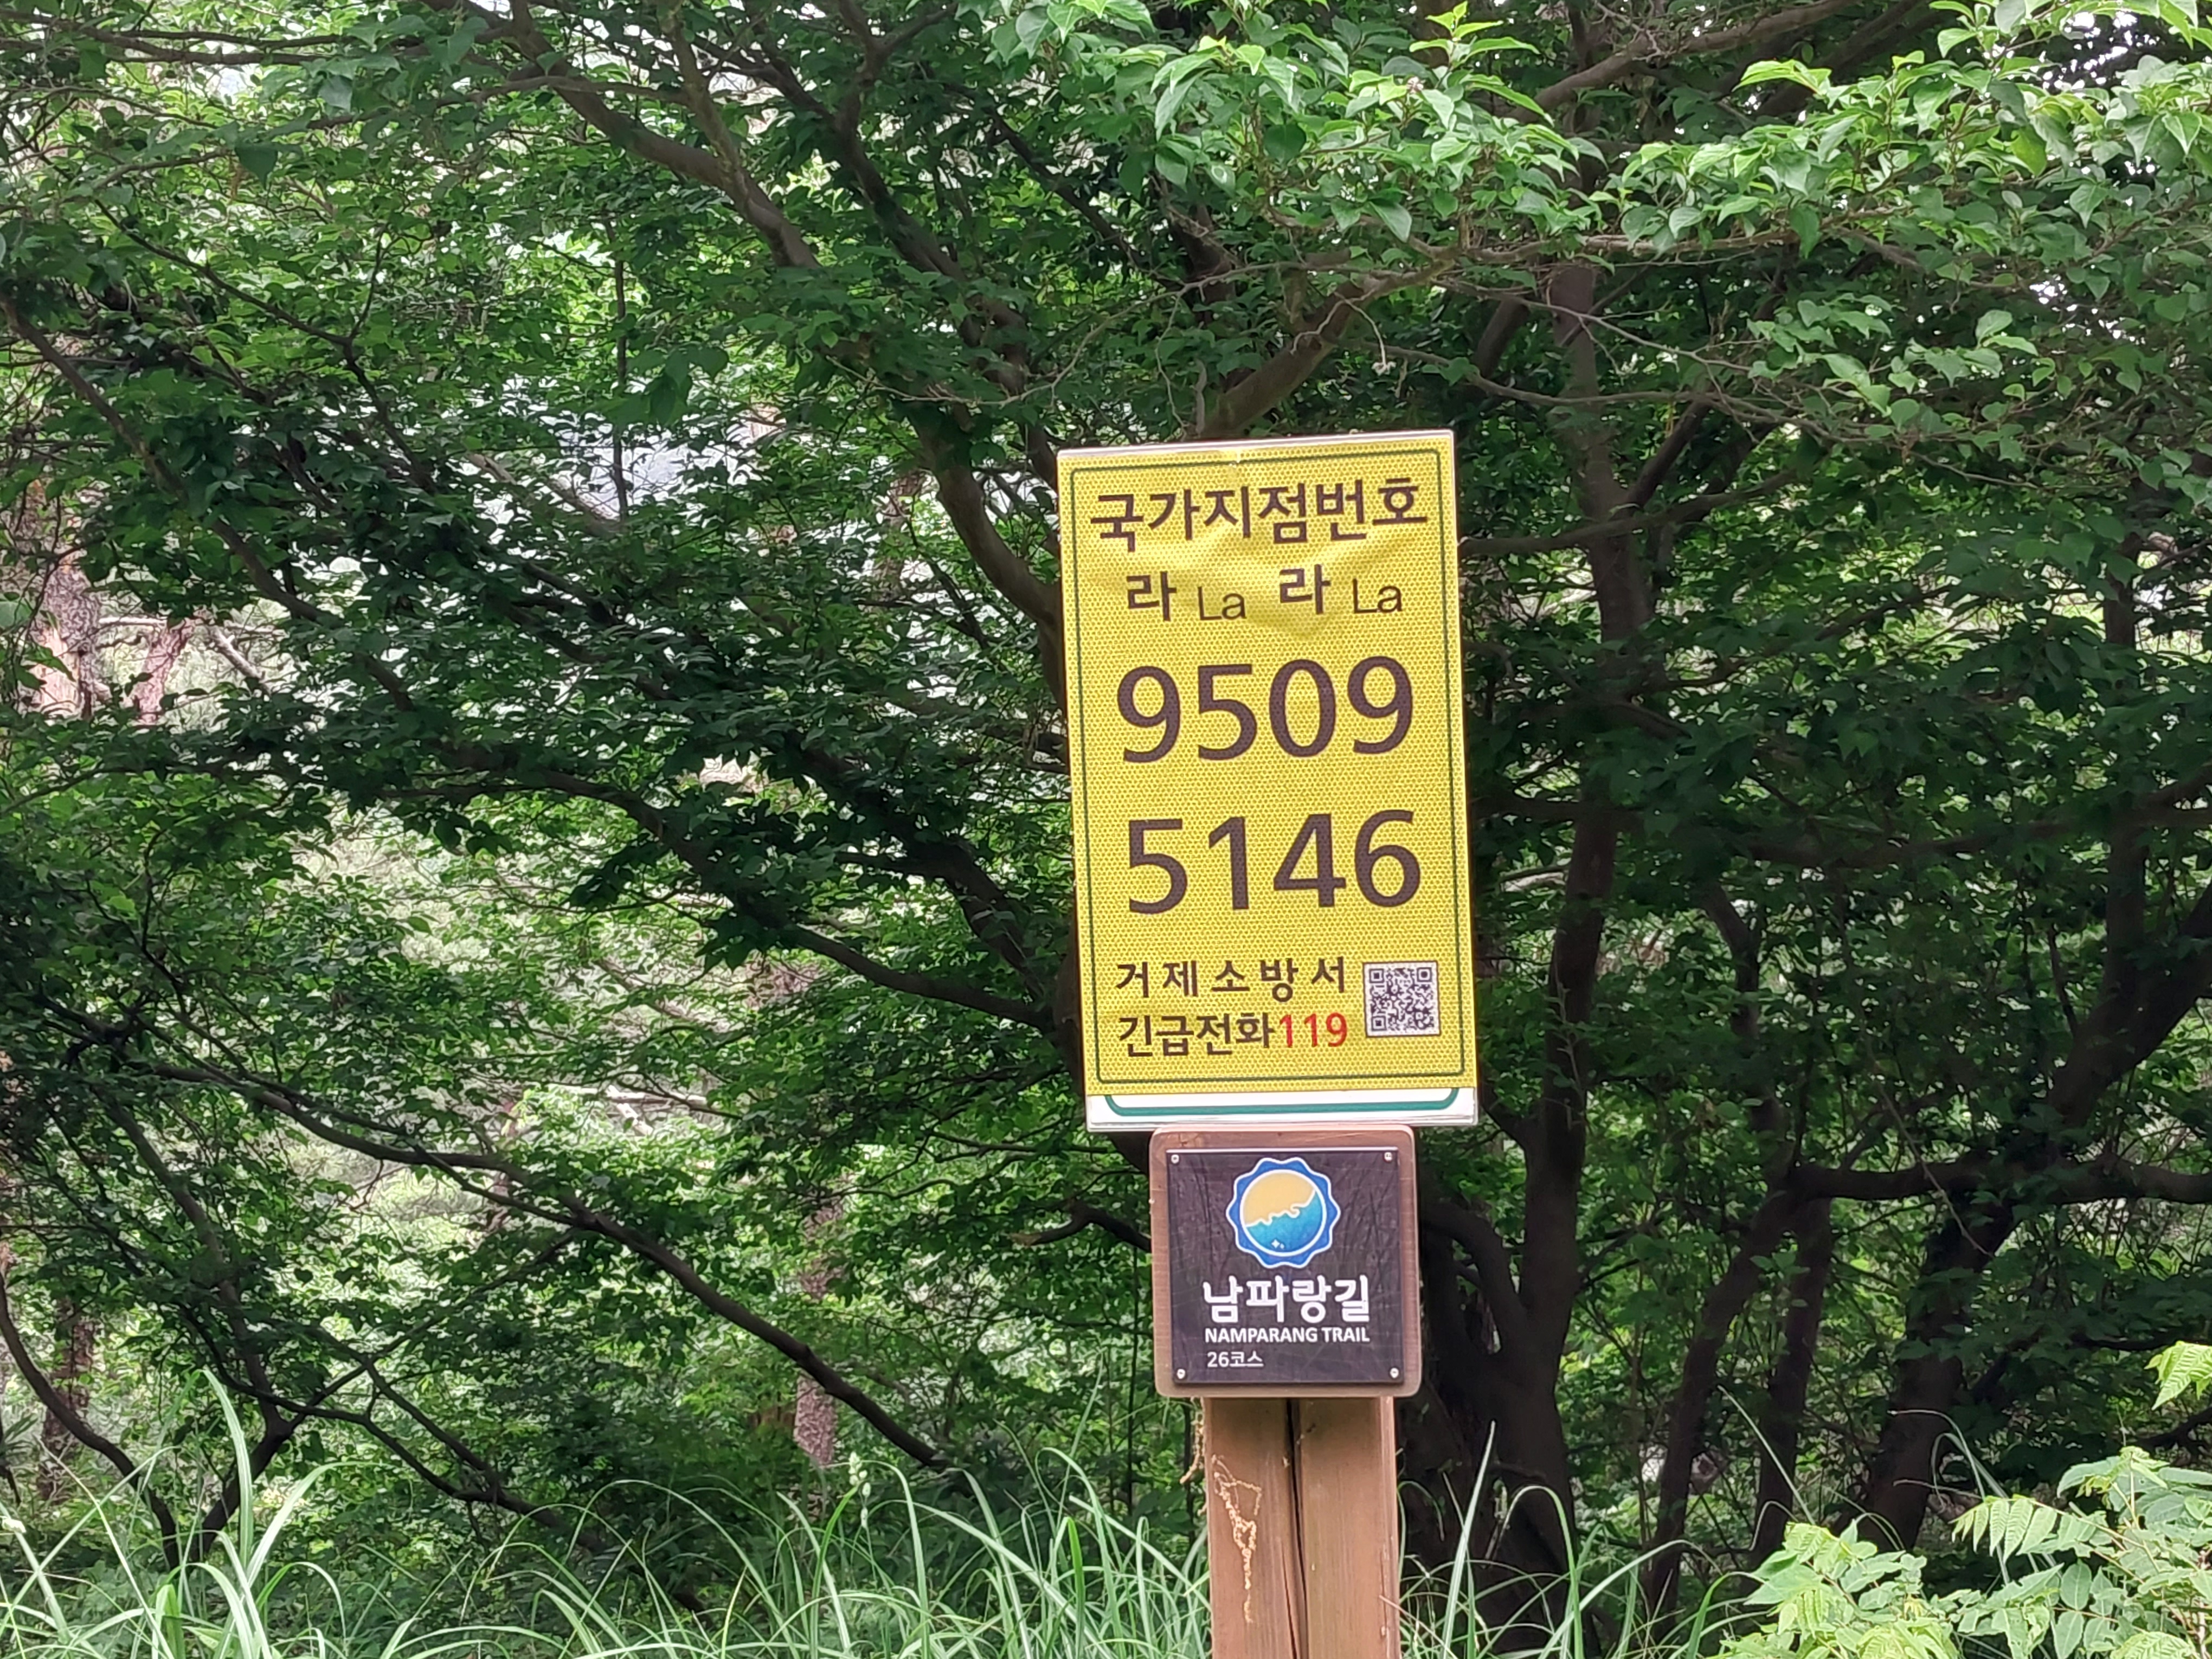 국가지점번호
라 La 라 La
9509
5146
거제소방서
긴급전화119
남파랑길
NAMPARANG TRAIL
26코스